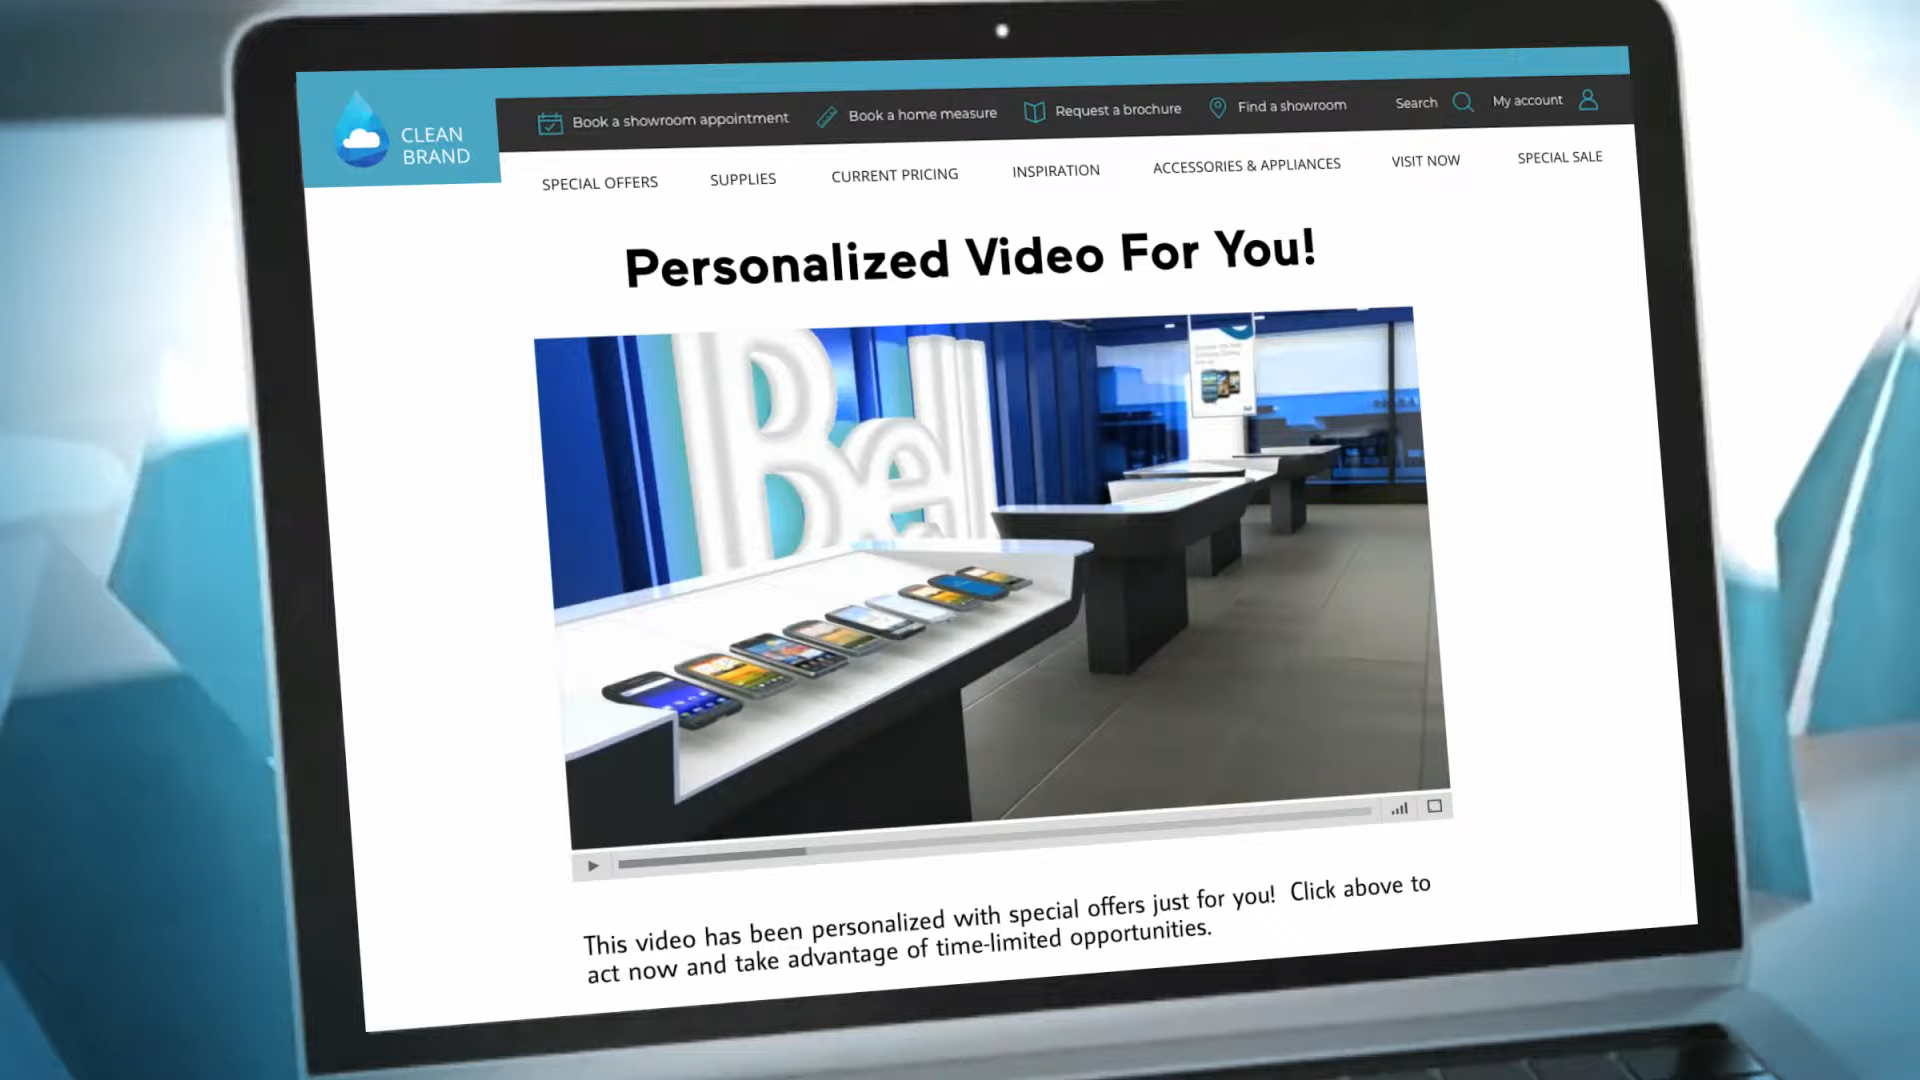 CLEAN
BRAND
Book a showroom appointment
Book a home measure
Request a brochure
Find a showroom
Search
My account
SPECIAL OFFERS
SUPPLIES
CURRENT PRICING
INSPIRATION
ACCESSORIES & APPLIANCES
VISIT NOW
SPECIAL SALE
Personalized Video For You!
Bell
This video has been personalized with special offers just for you! Click above to
act now and take advantage of time-limited opportunities.